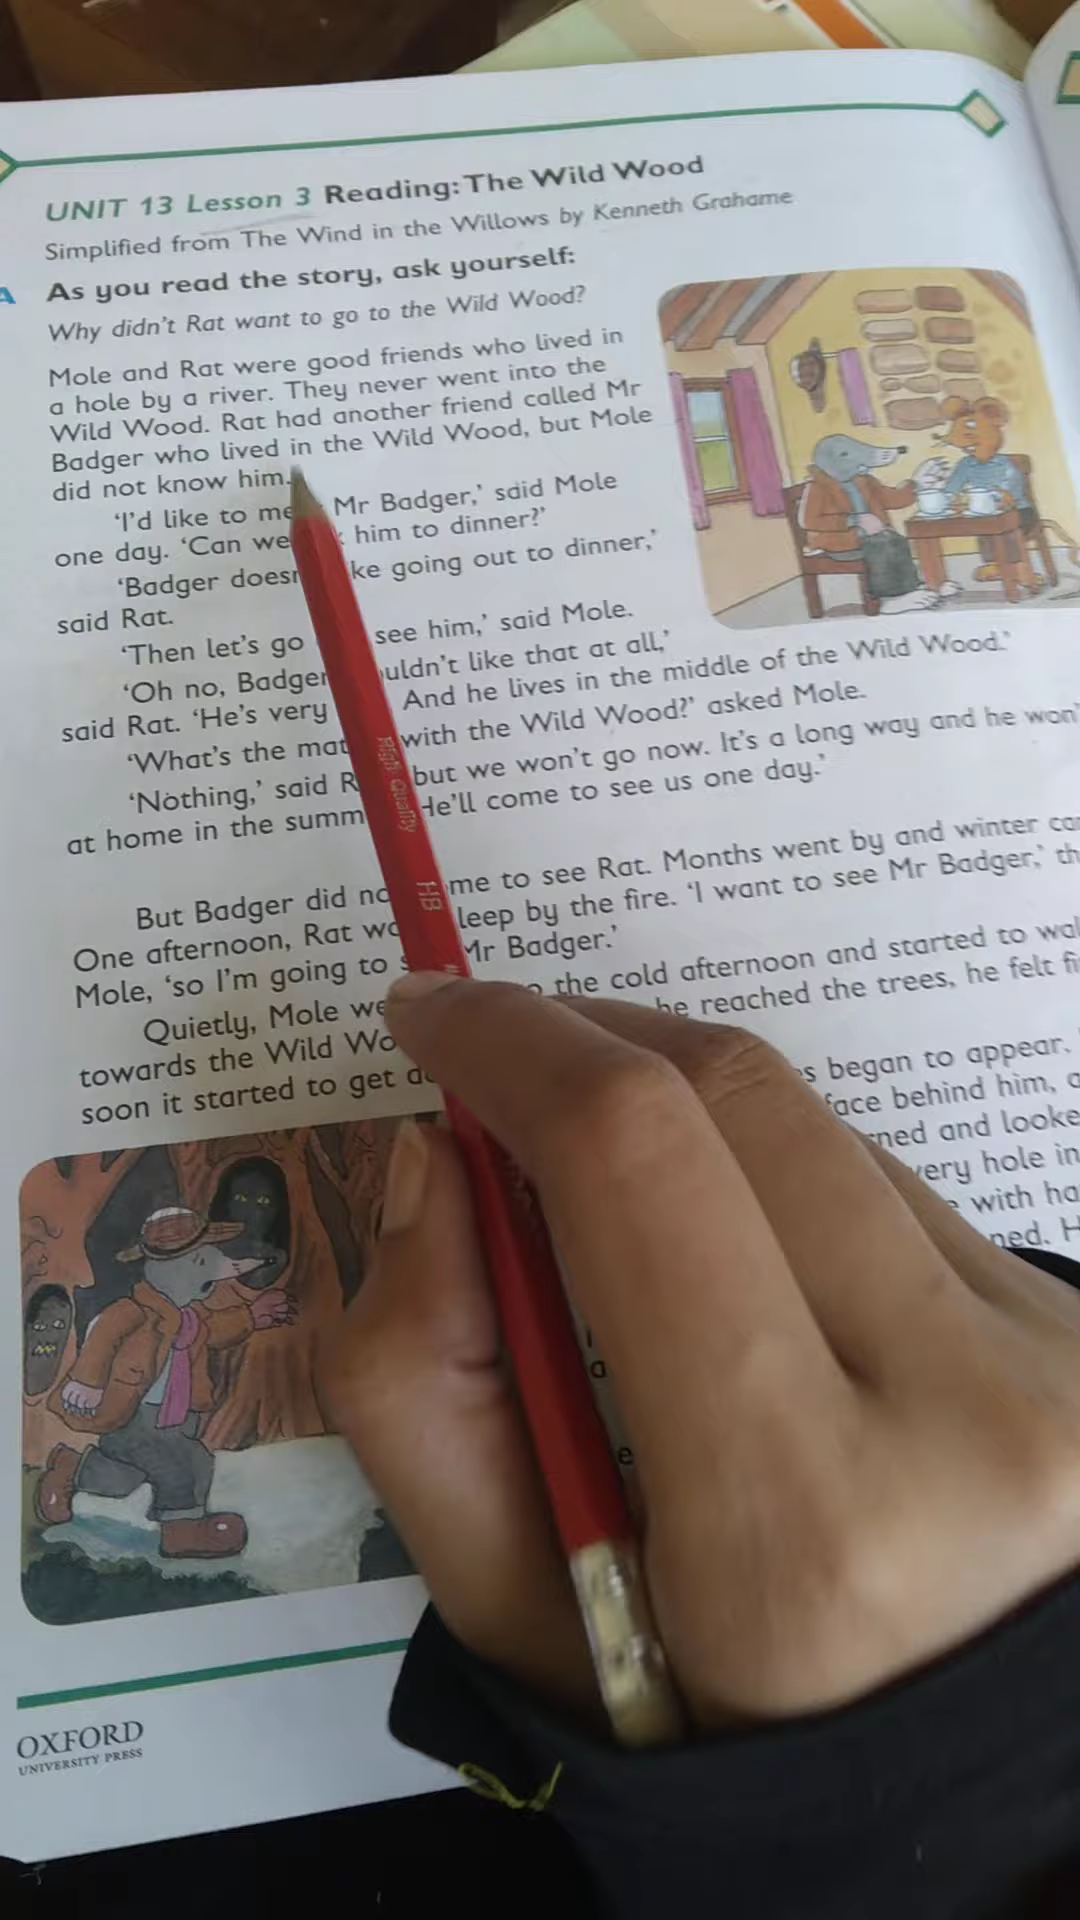 UNIT 13 Lesson 3 Reading: The Wild Wood
Simplified from The Wind in the Willows by Kenneth Grahame
A As you read the story, ask yourself:
Why didn't Rat want to go to the Wild Wood?
Mole and Rat were good friends who lived in
a hole by a river. They never went into the
Wild Wood. Rat had another friend called Mr
Badger who lived in the Wild Wood, but Mole
did not know him.
'I'd like to me Mr Badger,' said Mole
one day. 'Can we him to dinner?'
'Badger doesn ke going out to dinner,'
said Rat.
'Then let's go see him,' said Mole.
'Oh no, Badger uldn't like that at all,'
said Rat. 'He's very And he lives in the middle of the Wild Wood.'
'What's the mat with the Wild Wood?' asked Mole.
'Nothing,' said R but we won't go now. It's a long way and he won'
at home in the summ He'll come to see us one day.'
But Badger did no me to see Rat. Months went by and winter ca
One afternoon, Rat wa leep by the fire. 'I want to see Mr Badger,' th
Mole, 'so I'm going to s Mr Badger.'
Quietly, Mole we the cold afternoon and started to wal
towards the Wild Wo he reached the trees, he felt fi
soon it started to get da
s began to appear.
face behind him, a
rned and looke
very hole in
with ha
ned. H
a
e
High Quality
HB
OXFORD
UNIVERSITY PRESS